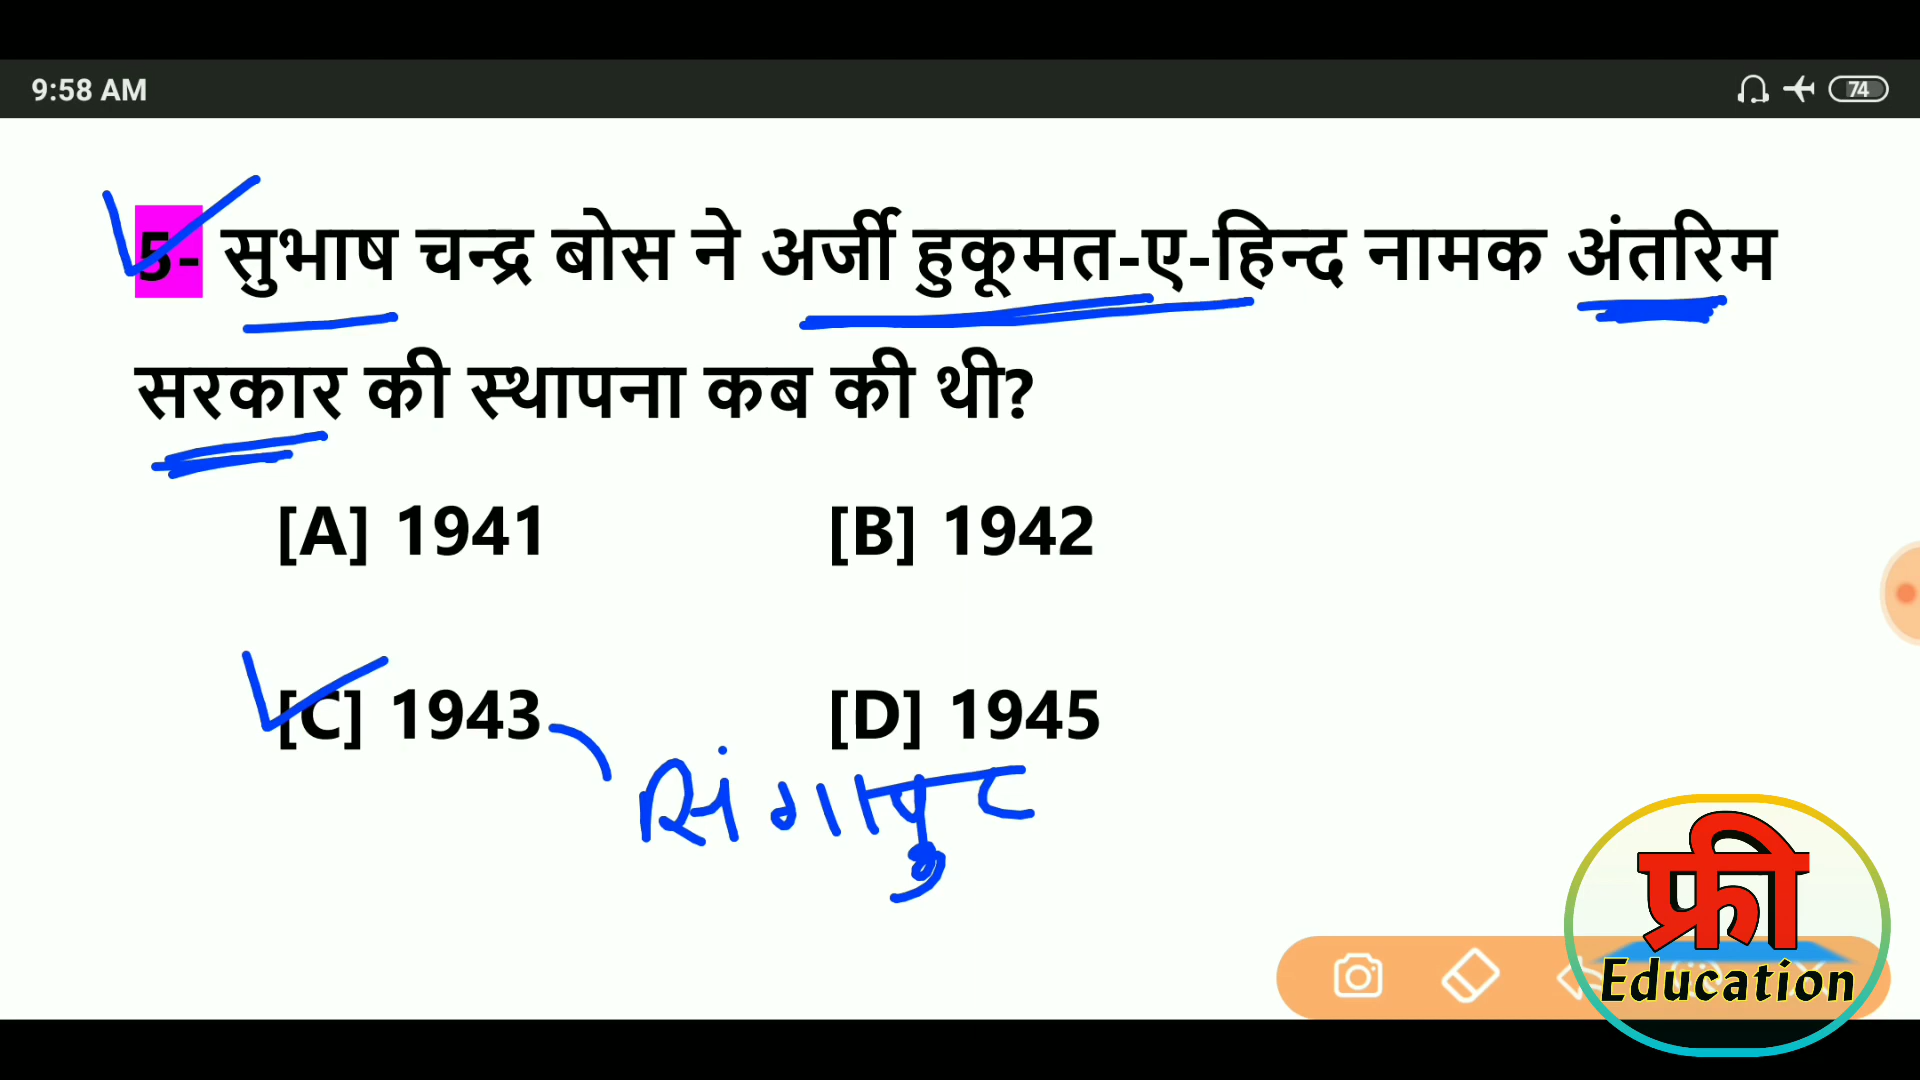 9:58 AM
74
5- सुभाष चन्द्र बोस ने अर्जी हुकूमत-ए-हिन्द नामक अंतरिम
सरकार की स्थापना कब की थी?
[A] 1941 [B] 1942
[C] 1943 [D] 1945
सिंगापुर
फ्री
Education